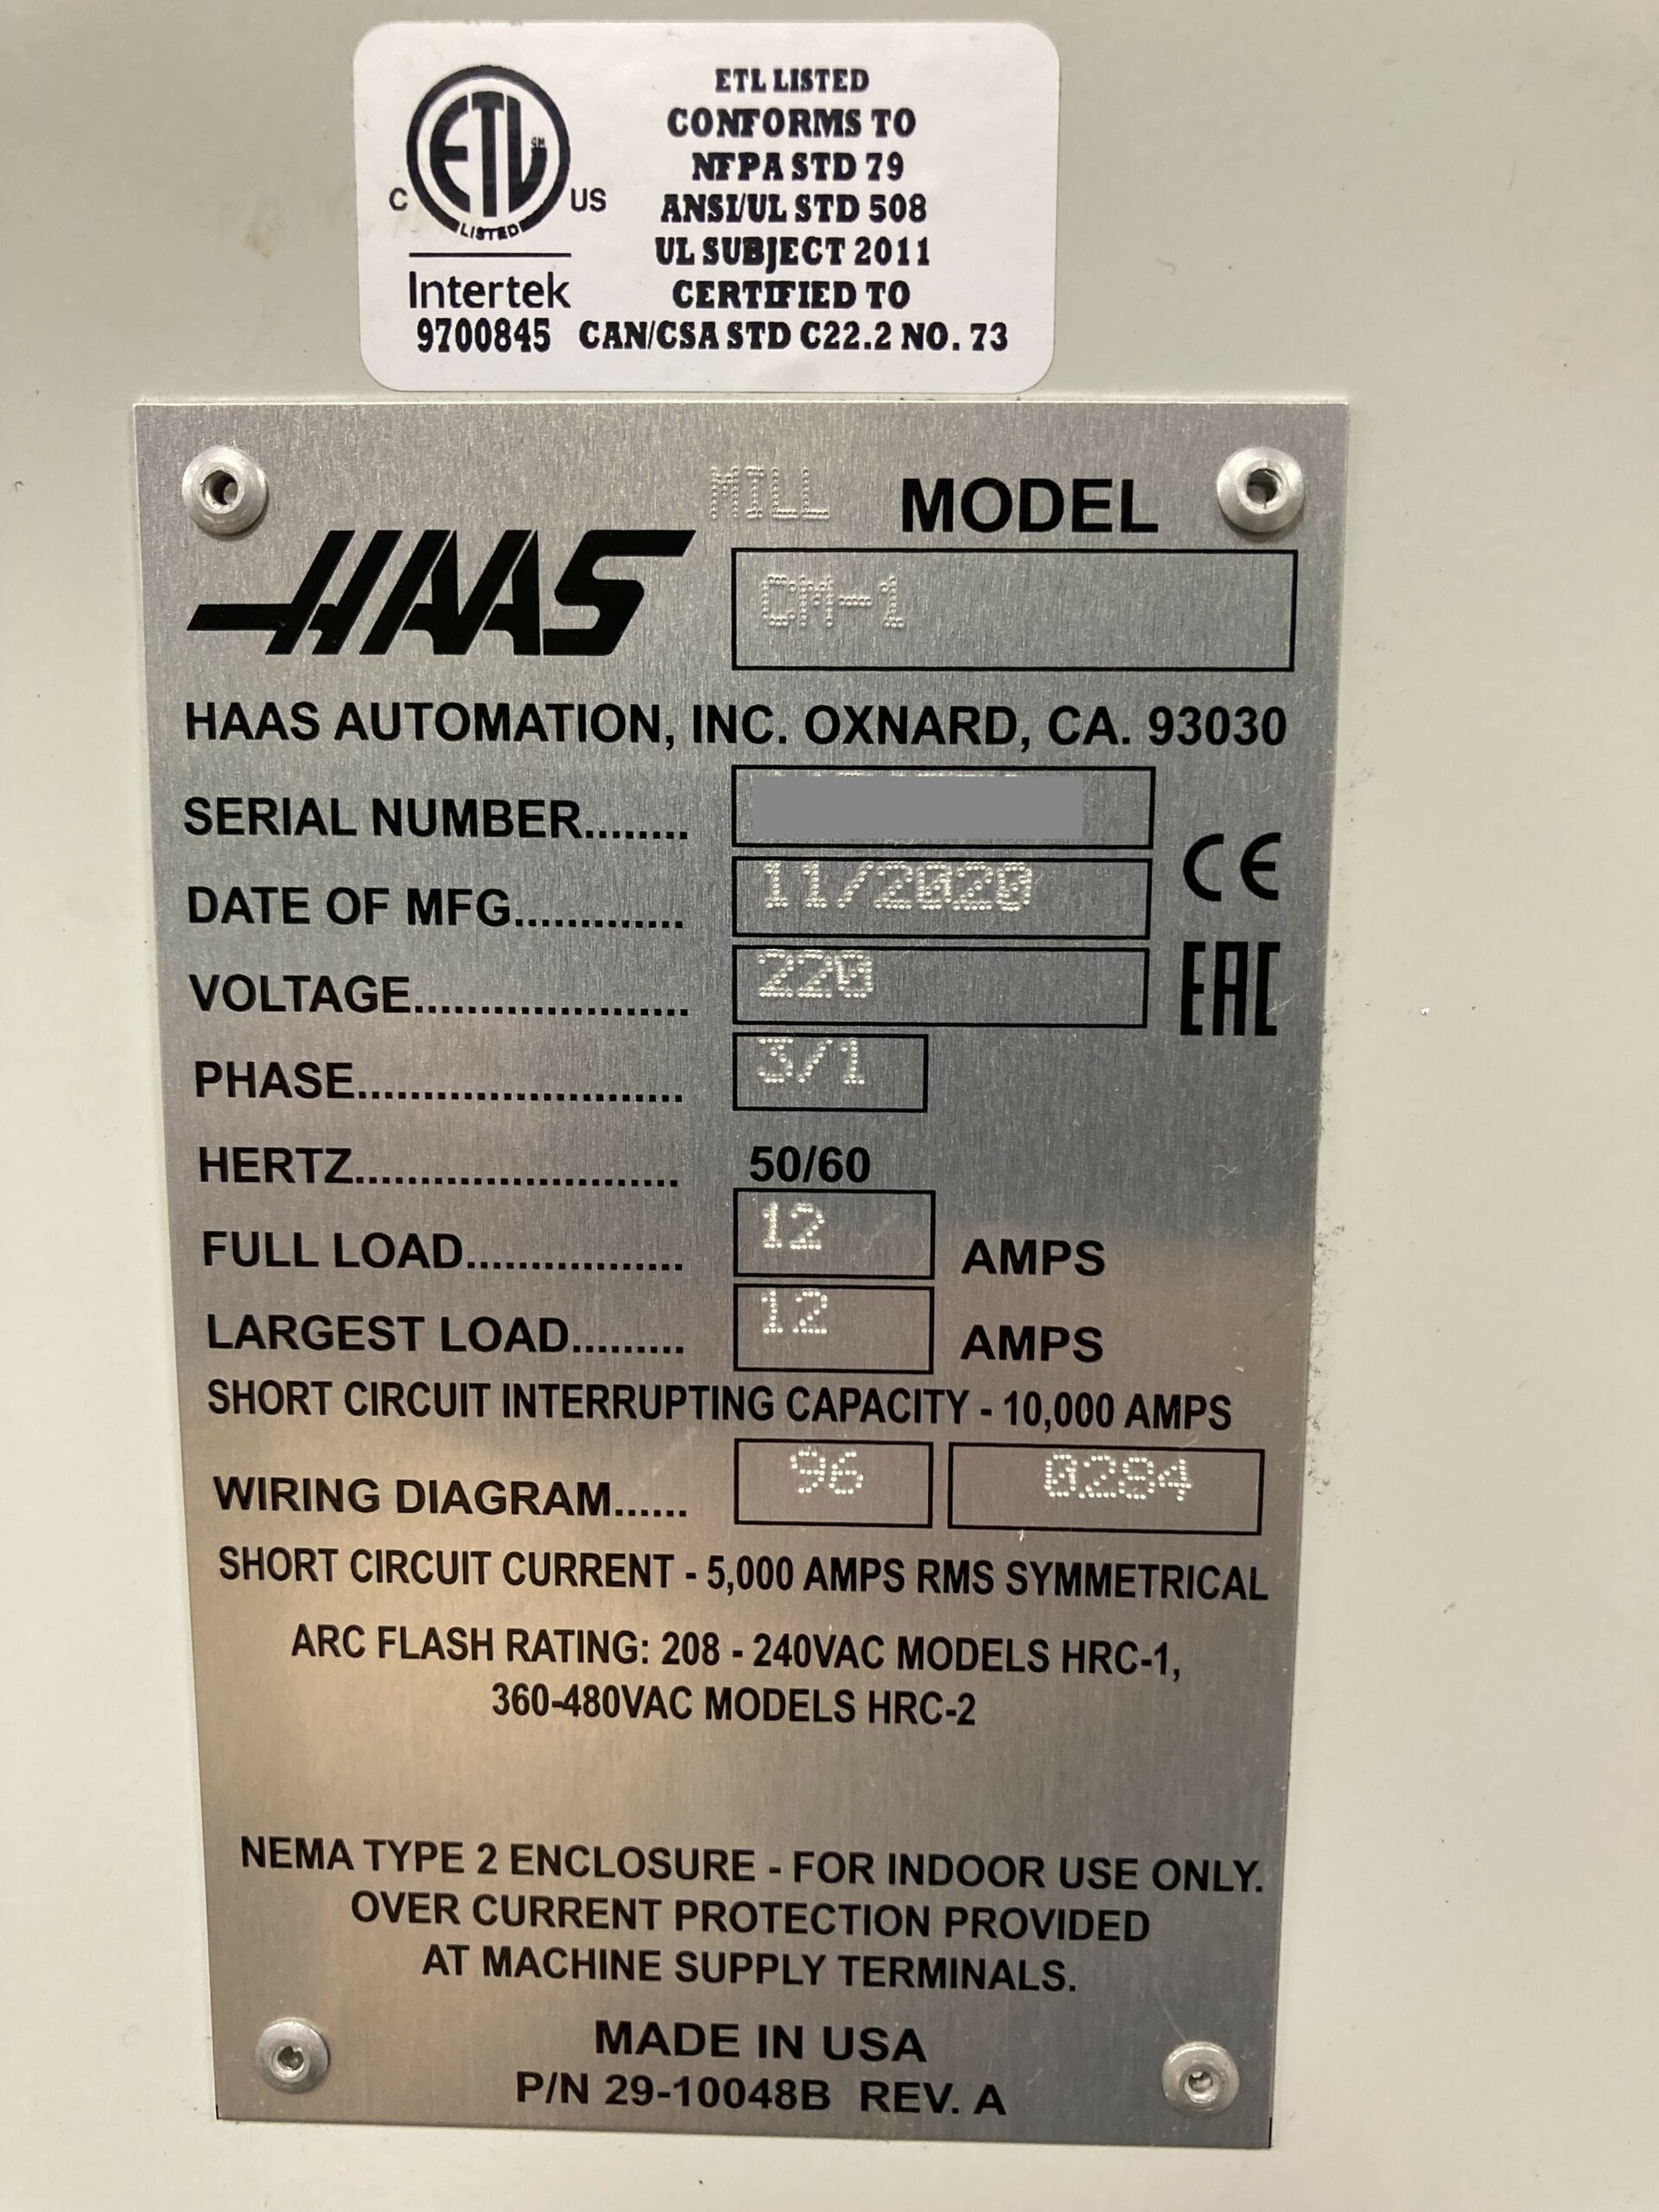 ETL LISTED
CONFORMS TO
NFPA STD 79
ANSI/UL STD 508
UL SUBJECT 2011
CERTIFIED TO
CAN/CSA STD C22.2 NO. 73
ETL
SM
C
US
LISTED
Intertek
9700845
MILL MODEL
HAAS
CM-1
HAAS AUTOMATION, INC. OXNARD, CA. 93030
SERIAL NUMBER........
DATE OF MFG............. 11/2020
CE
VOLTAGE..................... 220
EAC
PHASE......................... 3/1
HERTZ......................... 50/60
FULL LOAD................. 12 AMPS
LARGEST LOAD......... 12 AMPS
SHORT CIRCUIT INTERRUPTING CAPACITY - 10,000 AMPS
WIRING DIAGRAM...... 96 0284
SHORT CIRCUIT CURRENT - 5,000 AMPS RMS SYMMETRICAL
ARC FLASH RATING: 208 - 240VAC MODELS HRC-1,
360-480VAC MODELS HRC-2
NEMA TYPE 2 ENCLOSURE - FOR INDOOR USE ONLY.
OVER CURRENT PROTECTION PROVIDED
AT MACHINE SUPPLY TERMINALS.
MADE IN USA
P/N 29-10048B REV. A